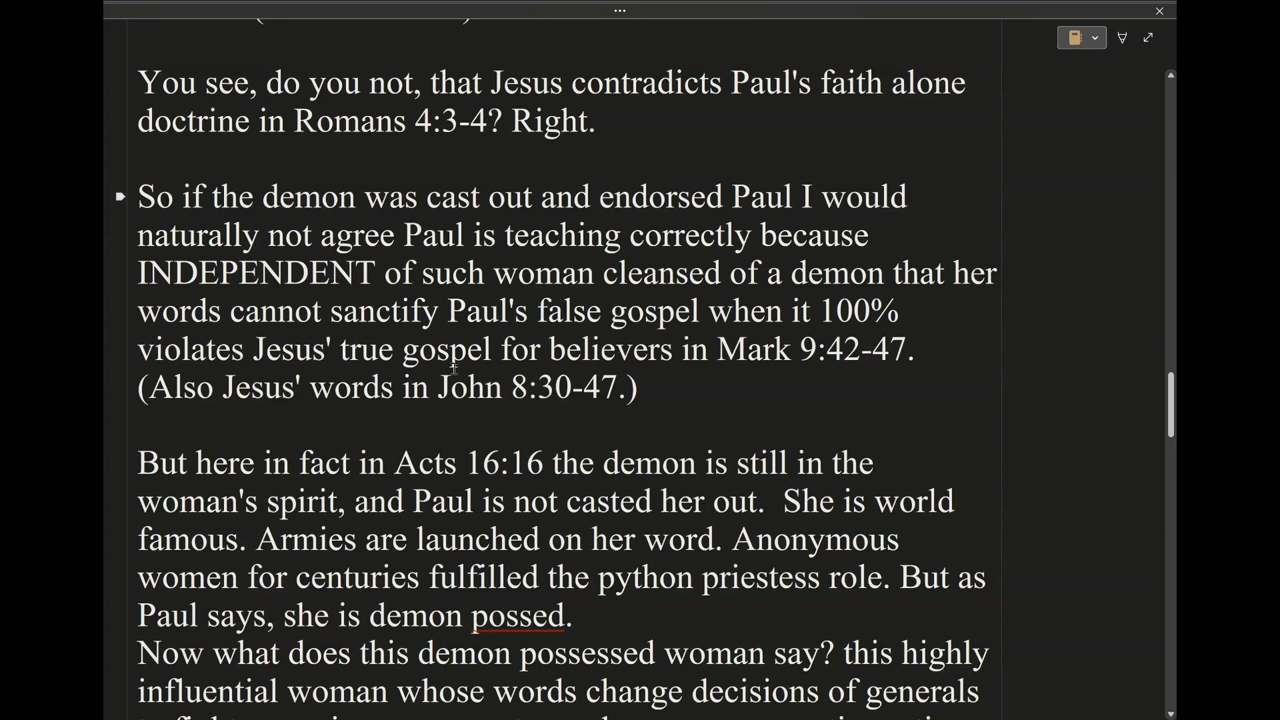 You see, do you not, that Jesus contradicts Paul's faith alone
doctrine in Romans 4:3-4? Right.
So if the demon was cast out and endorsed Paul I would
naturally not agree Paul is teaching correctly because
INDEPENDENT of such woman cleansed of a demon that her
words cannot sanctify Paul's false gospel when it 100%
violates Jesus' true gospel for believers in Mark 9:42-47.
(Also Jesus' words in John 8:30-47.)
But here in fact in Acts 16:16 the demon is still in the
woman's spirit, and Paul is not casted her out.  She is world
famous. Armies are launched on her word. Anonymous
women for centuries fulfilled the python priestess role. But as
Paul says, she is demon possed.
Now what does this demon possessed woman say? this highly
influential woman whose words change decisions of generals